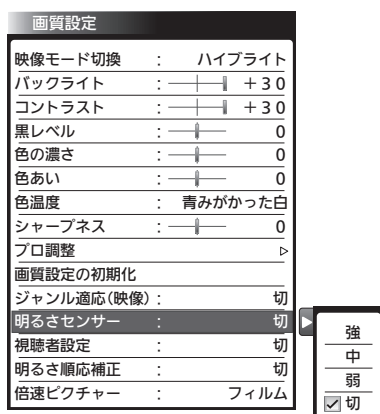 画質設定
映像モード切換 : ハイブライト
バックライト : +30
コントラスト : +30
黒レベル : 0
色の濃さ : 0
色あい : 0
色温度 : 青みがかった白
シャープネス : 0
プロ調整
画質設定の初期化
ジャンル適応(映像) : 切
明るさセンサー : 切
視聴者設定 : 切
明るさ順応補正 : 切
倍速ピクチャー : フィルム
強
中
弱
切